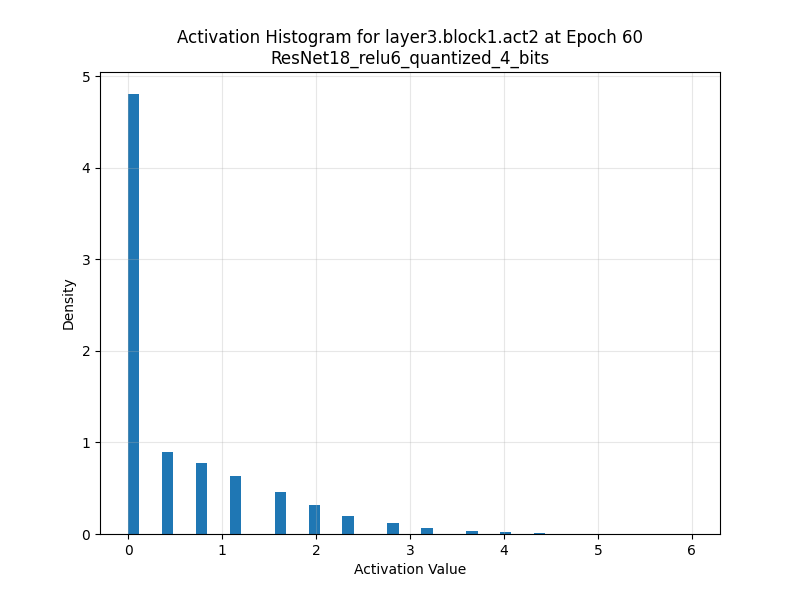 Activation Histogram for layer3.block1.act2 at Epoch 60
ResNet18_relu6_quantized_4_bits
5
4
3
2
1
0
Density
0 1 2 3 4 5 6
Activation Value